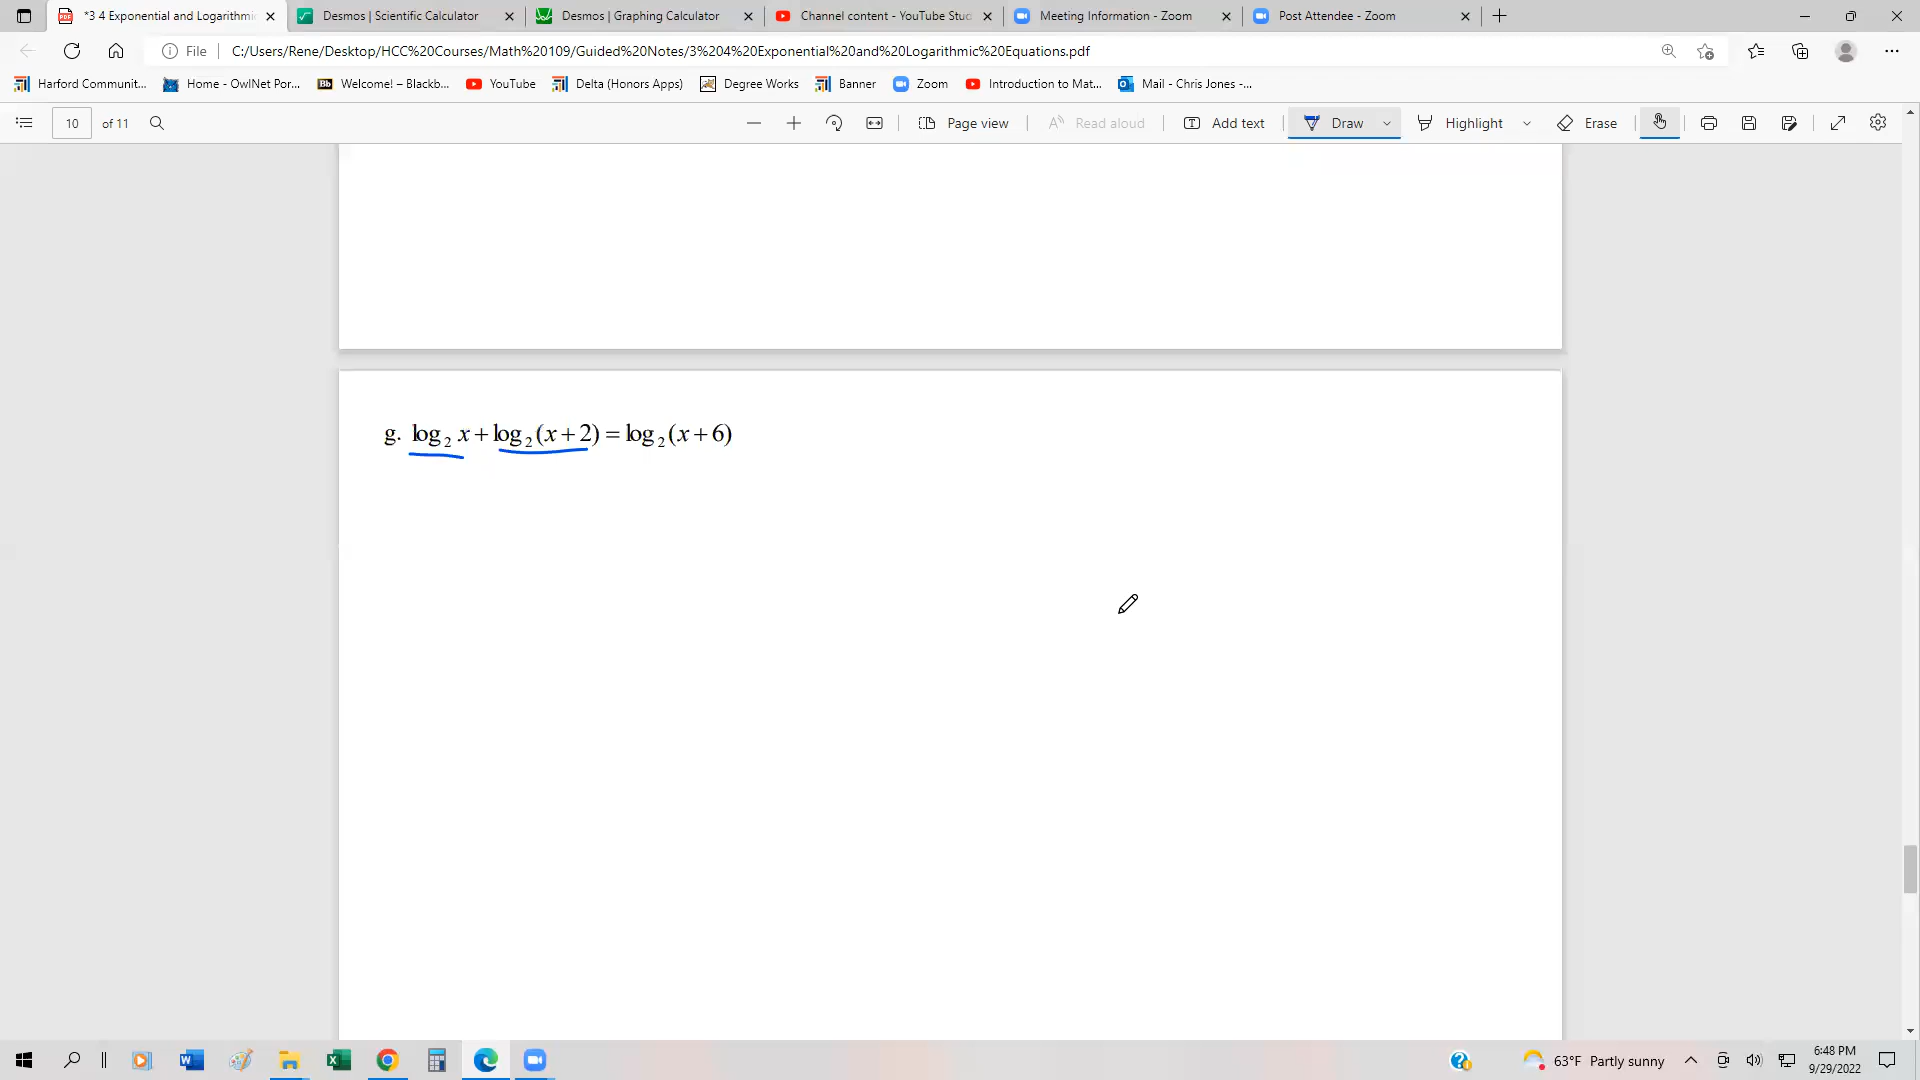 *3 4 Exponential and Logarithmic
Desmos | Scientific Calculator
Desmos | Graphing Calculator
Channel content - YouTube Stud
Meeting Information - Zoom
Post Attendee - Zoom
File
C:/Users/Rene/Desktop/HCC%20Courses/Math%20109/Guided%20Notes/3%204%20Exponential%20and%20Logarithmic%20Equations.pdf
Harford Communit...
Home - OwlNet Por...
Bb
Welcome! – Blackb...
YouTube
Delta (Honors Apps)
Degree Works
Banner
Zoom
Introduction to Mat...
Mail - Chris Jones -...
10 of 11
Page view
Read aloud
Add text
Draw
Highlight
Erase
g. log₂ x + log₂(x + 2) = log₂(x + 6)
63°F Partly sunny
6:48 PM
9/29/2022